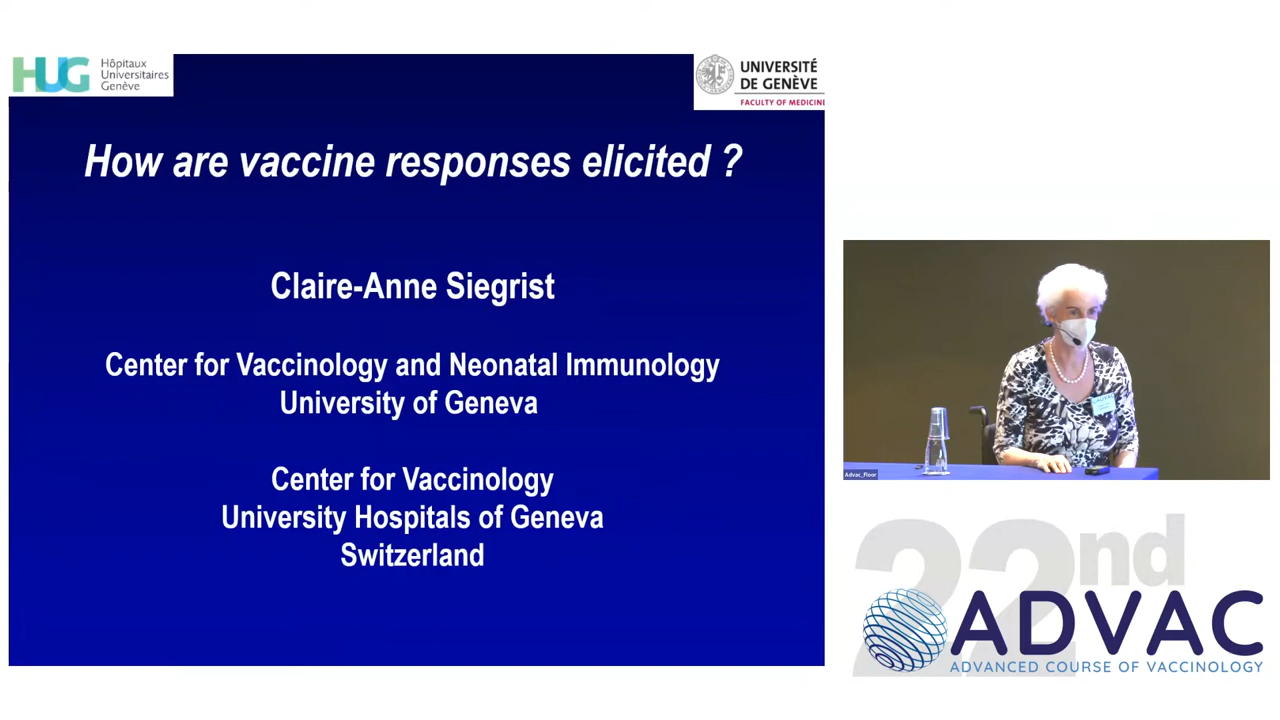 HUG
Hôpitaux
Universitaires
Genève
UNIVERSITÉ
DE GENÈVE
FACULTY OF MEDICINE
How are vaccine responses elicited ?
Claire-Anne Siegrist
Center for Vaccinology and Neonatal Immunology
University of Geneva
Center for Vaccinology
University Hospitals of Geneva
Switzerland
Advac_Floor
22nd
ADVAC
ADVANCED COURSE OF VACCINOLOGY